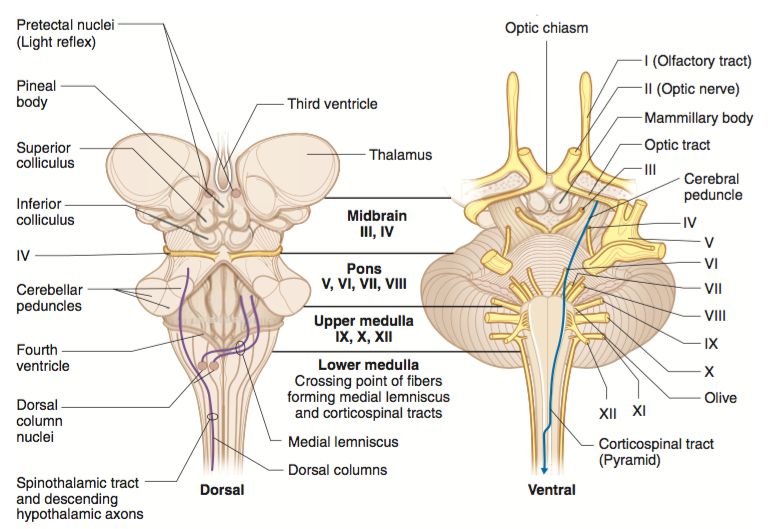 Pretectal nuclei
(Light reflex)
Pineal
body
Superior
colliculus
Inferior
colliculus
IV
Cerebellar
peduncles
Fourth
ventricle
Dorsal
column
nuclei
Spinothalamic tract
and descending
hypothalamic axons
Third ventricle
Thalamus
Medial lemniscus
Dorsal columns
Dorsal
Midbrain
III, IV
Pons
V, VI, VII, VIII
Upper medulla
IX, X, XII
Lower medulla
Crossing point of fibers
forming medial lemniscus
and corticospinal tracts
Optic chiasm
I (Olfactory tract)
II (Optic nerve)
Mammillary body
Optic tract
III
Cerebral
peduncle
IV
V
VI
VII
VIII
IX
X
Olive
XII
XI
Corticospinal tract
(Pyramid)
Ventral